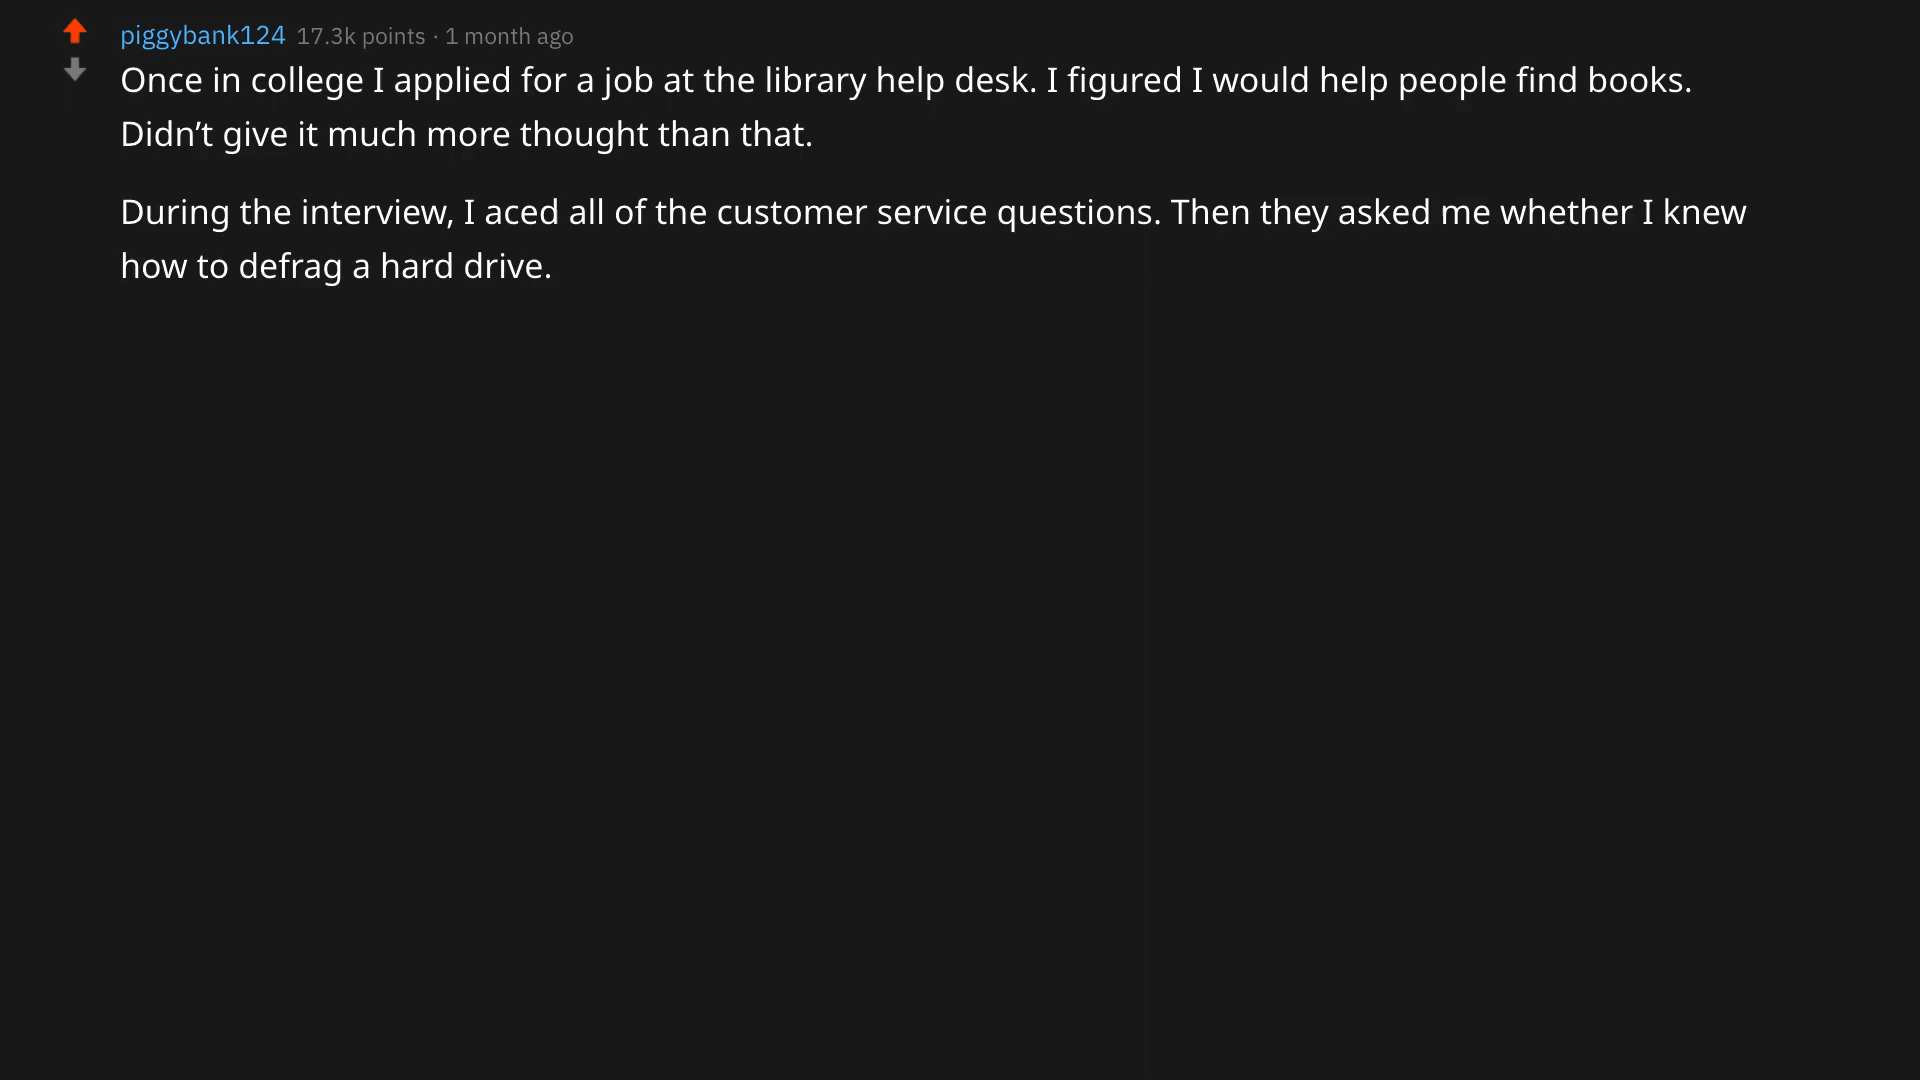 piggybank124 17.3k points · 1 month ago
Once in college I applied for a job at the library help desk. I figured I would help people find books.
Didn’t give it much more thought than that.
During the interview, I aced all of the customer service questions. Then they asked me whether I knew
how to defrag a hard drive.